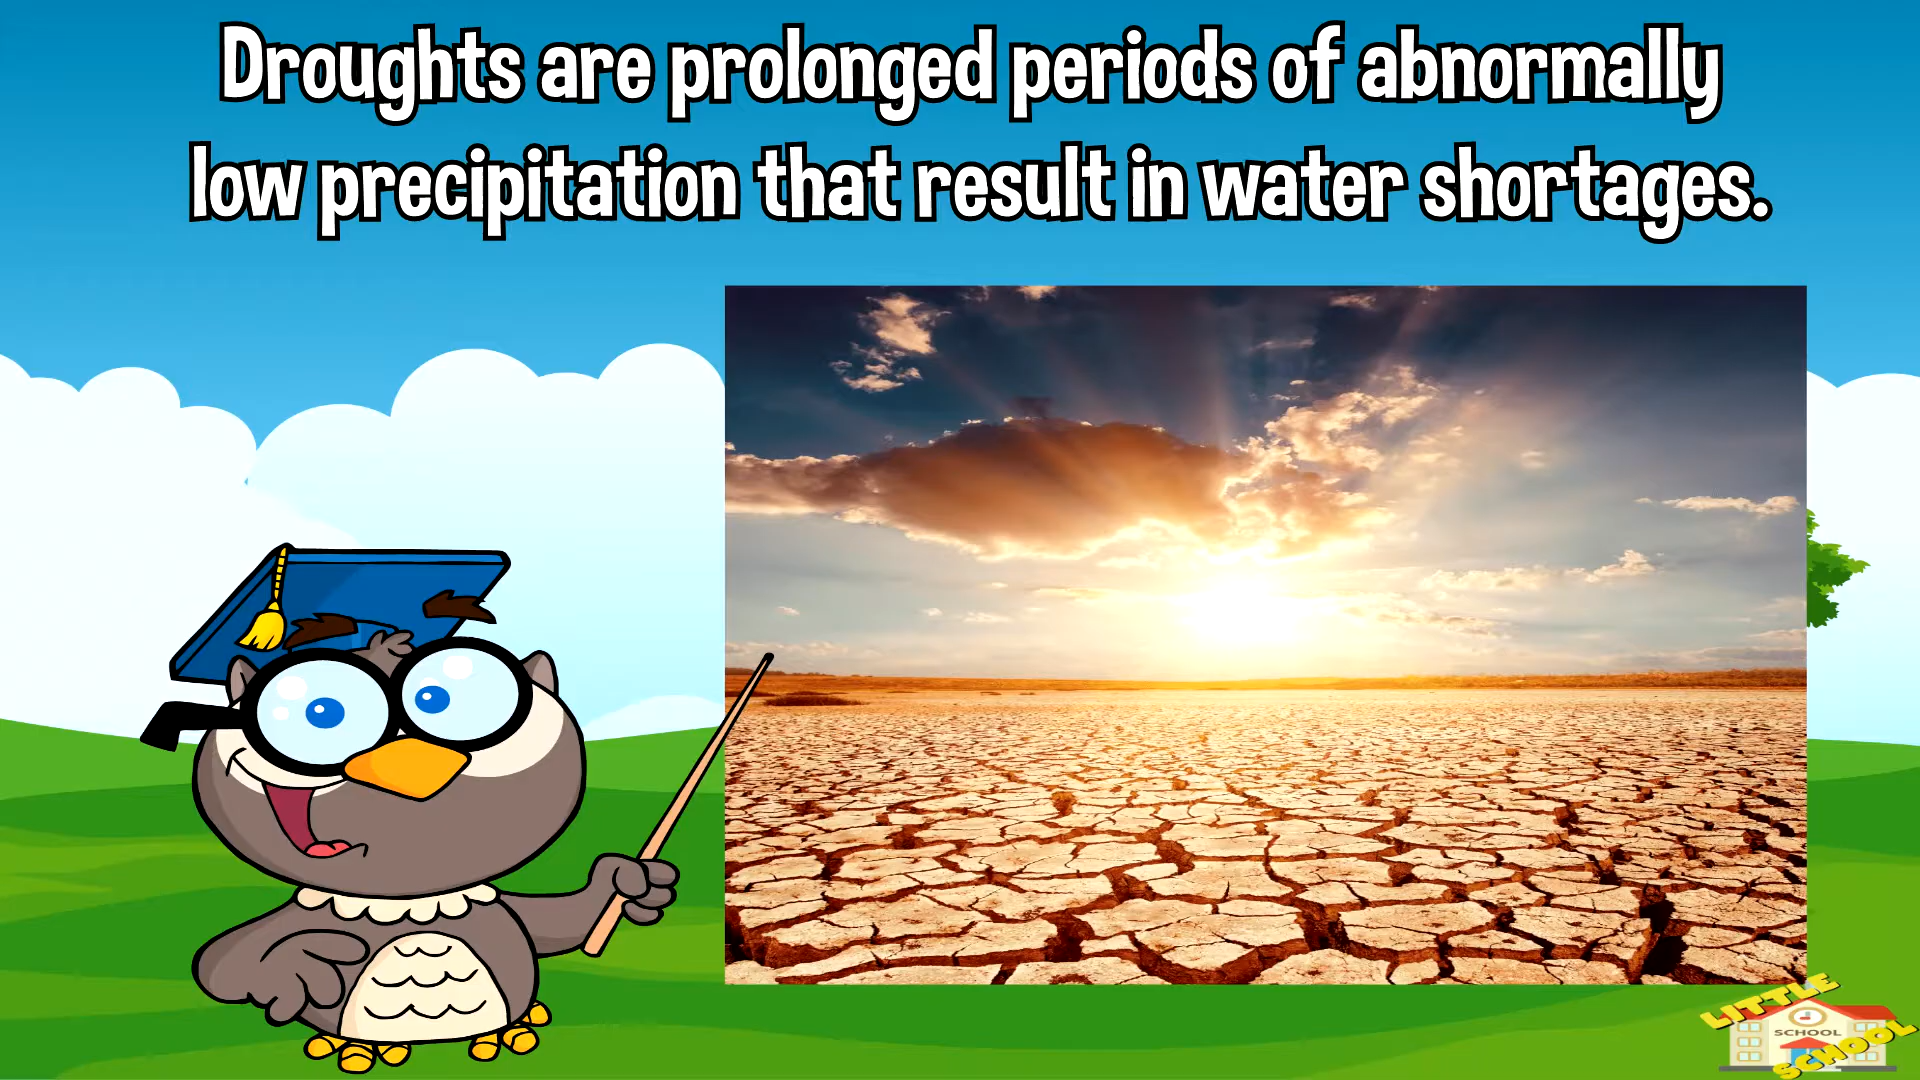 Droughts are prolonged periods of abnormally
low precipitation that result in water shortages.
LITTLE
SCHOOL
SCHOOL